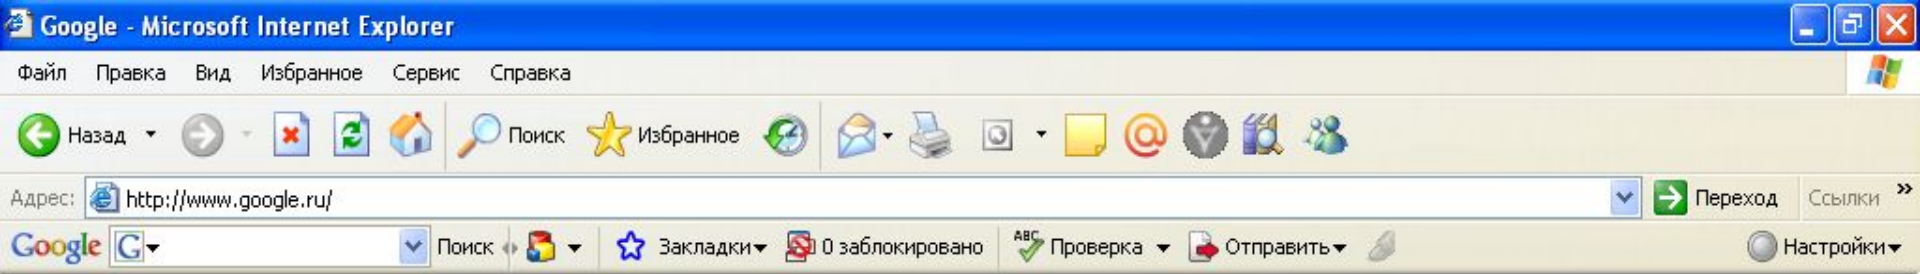 Google - Microsoft Internet Explorer
Файл Правка Вид Избранное Сервис Справка
Назад Поиск Избранное
Адрес: http://www.google.ru/ Переход Ссылки »
Google G Поиск Закладки 0 заблокировано ABC Проверка Отправить Настройки